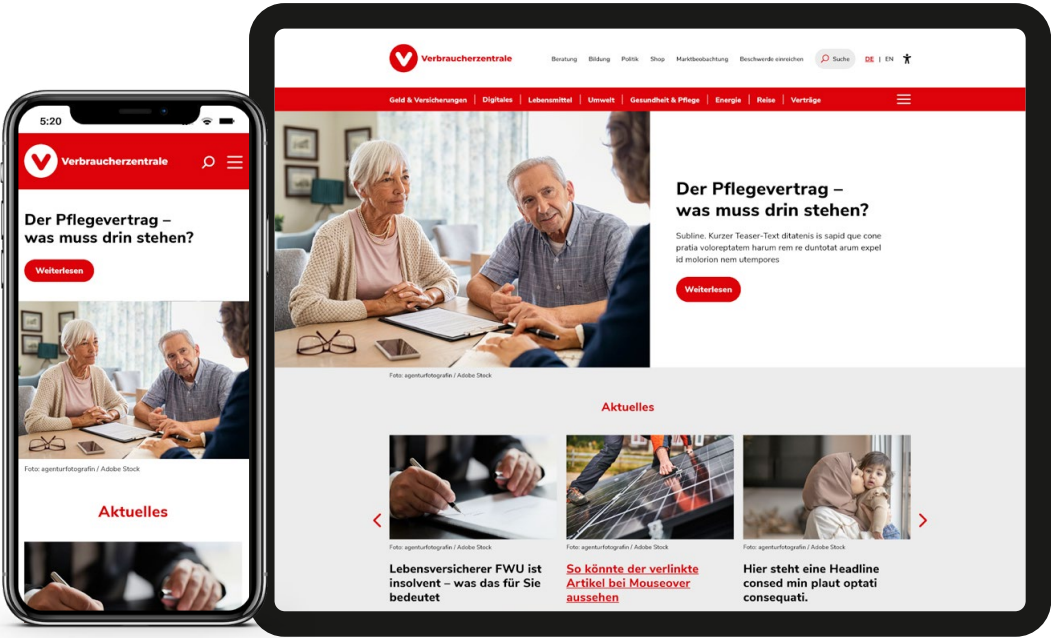 5:20
Verbraucherzentrale
Der Pflegevertrag –
was muss drin stehen?
Weiterlesen
Foto: agenturfotografin / Adobe Stock
Aktuelles
Verbraucherzentrale
Beratung Bildung Politik Shop Marktbeobachtung Beschwerde einreichen Suche DE | EN
Geld & Versicherungen | Digitales | Lebensmittel | Umwelt | Gesundheit & Pflege | Energie | Reise | Verträge
Der Pflegevertrag –
was muss drin stehen?
Subline. Kurzer Teaser-Text ditatenis is sapid que cone
pratia voloreptatem harum rem re duntotat arum expel
id molorion nem utempores
Weiterlesen
Foto: agenturfotografin / Adobe Stock
Aktuelles
Foto: agenturfotografin / Adobe Stock
Lebensversicherer FWU ist
insolvent – was das für Sie
bedeutet
Foto: agenturfotografin / Adobe Stock
So könnte der verlinkte
Artikel bei Mouseover
aussehen
Foto: agenturfotografin / Adobe Stock
Hier steht eine Headline
consed min plaut optati
consequati.